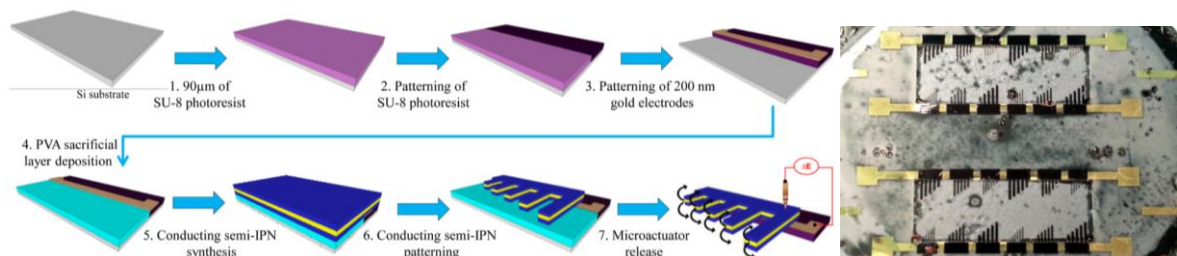 Si substrate
1. 90µm of
SU-8 photoresist
2. Patterning of
SU-8 photoresist
3. Patterning of 200 nm
gold electrodes
4. PVA sacrificial
layer deposition
5. Conducting semi-IPN
synthesis
6. Conducting semi-IPN
patterning
7. Microactuator
release